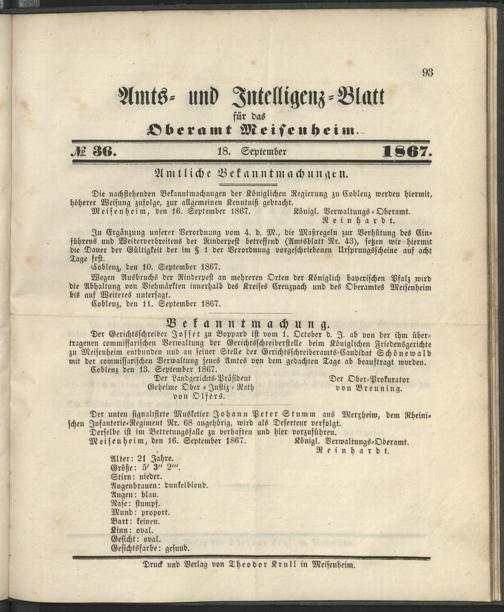 93
Amts- und Intelligenz-Blatt
für das
Oberamt Meisenheim.
№ 36. 18. September 1867.
Amtliche Bekanntmachungen.
Die nachstehenden Bekanntmachungen der Königlichen Regierung zu Coblenz werden hiermit,
höherer Weisung zufolge, zur allgemeinen Kenntniß gebracht.
Meisenheim, den 16. September 1867. Königl. Verwaltungs-Oberamt.
Reinhardt.
In Ergänzung unserer Verordnung vom 4. d. M., die Maßregeln zur Verhütung des Ein-
führens und Weiterverbreitens der Rinderpest betreffend (Amtsblatt Nr. 43), setzen wir hiermit
die Dauer der Gültigkeit der im § 1 der Verordnung vorgeschriebenen Ursprungsscheine auf acht
Tage fest.
Coblenz, den 10. September 1867.
Wegen Ausbruchs der Rinderpest an mehreren Orten der Königlich bayerischen Pfalz wird
die Abhaltung von Viehmärkten innerhalb des Kreises Creuznach und des Oberamtes Meisenheim
bis auf Weiteres untersagt.
Coblenz, den 11. September 1867.
Bekanntmachung.
Der Gerichtsschreiber Josset zu Boppard ist vom 1. October d. J. ab von der ihm über-
tragenen commissarischen Verwaltung der Gerichtsschreiberstelle beim Königlichen Friedensgerichte
zu Meisenheim entbunden und an seiner Stelle der Gerichtsschreiberamts-Candidat Schönewald
mit der commissarischen Verwaltung jenes Amtes von dem gedachten Tage ab beauftragt worden.
Coblenz den 13. September 1867.
Der Landgerichts-Präsident Der Ober-Prokurator
Geheime Ober-Justiz-Rath von Breuning.
von Olfers.
Der unten signalisirte Musketier Johann Peter Stumm aus Merxheim, dem Rheini-
schen Infanterie-Regiment Nr. 68 angehörig, wird als Deserteur verfolgt.
Derselbe ist im Betretungsfalle zu verhaften und hier vorzuführen.
Meisenheim, den 16. September 1867. Königl. Verwaltungs-Oberamt.
Reinhardt.
Alter: 21 Jahre.
Größe: 5' 3" 2'''.
Stirn: nieder.
Augenbrauen: dunkelblond.
Augen: blau.
Nase: stumpf.
Mund: proport.
Bart: keinen.
Kinn: oval.
Gesicht: oval.
Gesichtsfarbe: gesund.
Druck und Verlag von Theodor Krull in Meisenheim.